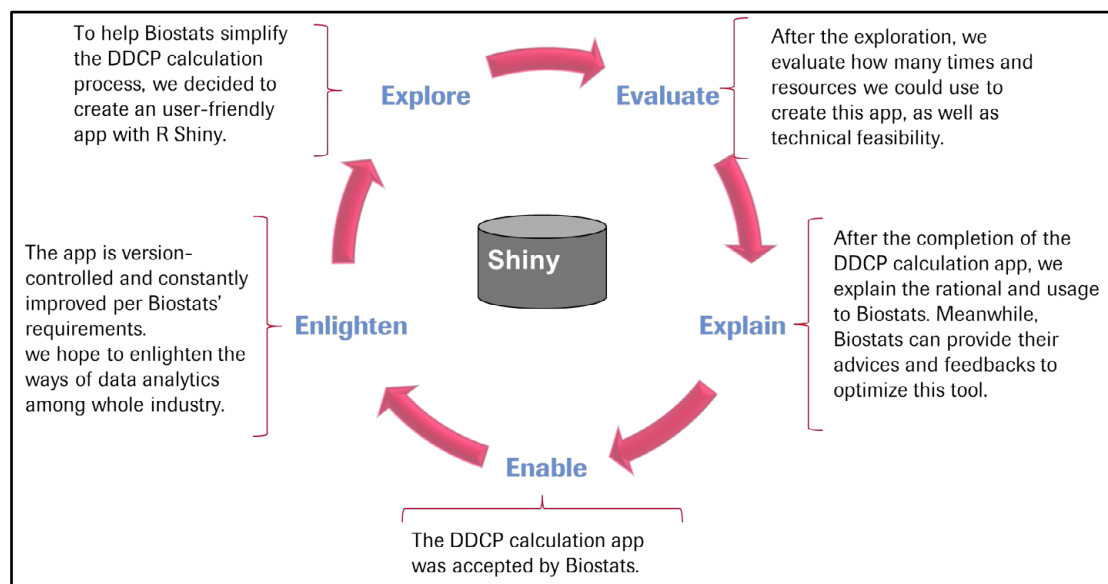 To help Biostats simplify
the DDCP calculation
process, we decided to
create an user-friendly
app with R Shiny.
Explore
Evaluate
After the exploration, we
evaluate how many times and
resources we could use to
create this app, as well as
technical feasibility.
Shiny
Explain
After the completion of the
DDCP calculation app, we
explain the rational and usage
to Biostats. Meanwhile,
Biostats can provide their
advices and feedbacks to
optimize this tool.
Enable
The DDCP calculation app
was accepted by Biostats.
Enlighten
The app is version-
controlled and constantly
improved per Biostats'
requirements.
we hope to enlighten the
ways of data analytics
among whole industry.